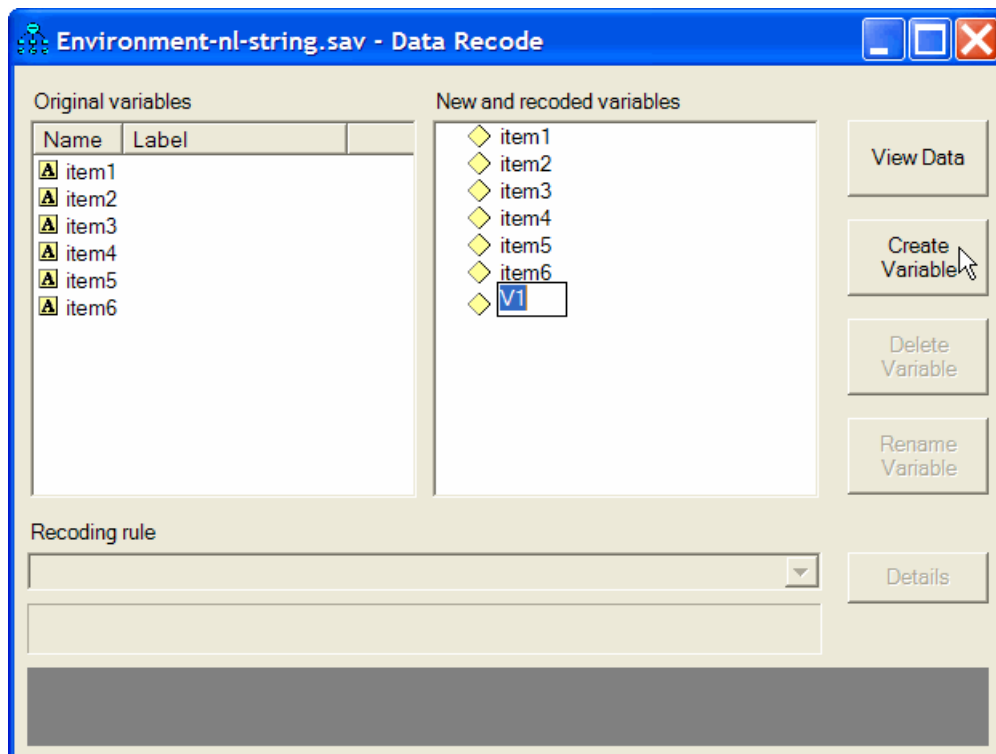 Environment-nl-string.sav - Data Recode
Original variables
Name Label
A item1
A item2
A item3
A item4
A item5
A item6
New and recoded variables
item1
item2
item3
item4
item5
item6
V1
View Data
Create
Variable
Delete
Variable
Rename
Variable
Recoding rule
Details